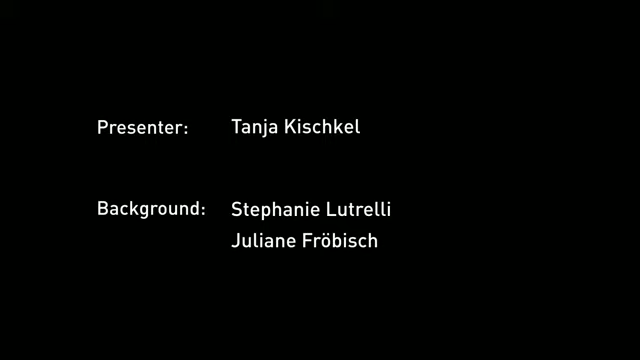 Presenter: Tanja Kischkel
Background: Stephanie Lutrelli
Juliane Fröbisch